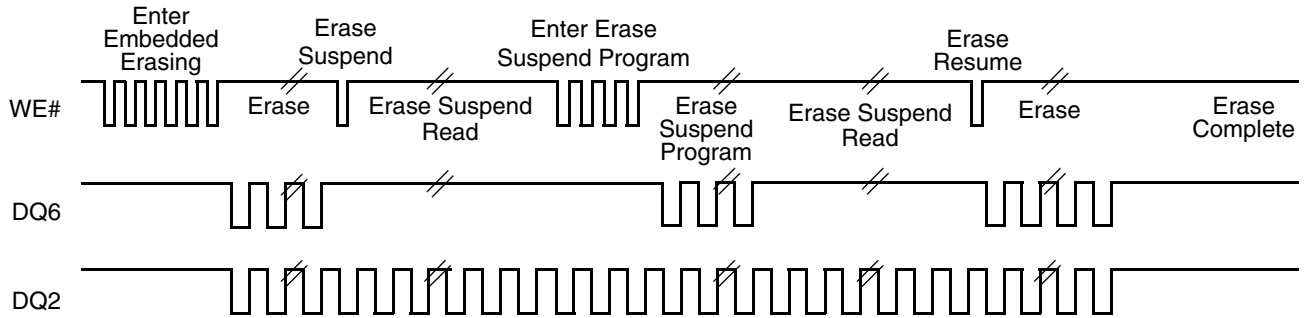 Enter
Embedded
Erasing
Erase
Suspend
Enter Erase
Suspend Program
Erase
Resume
WE#
Erase
Erase Suspend
Read
Erase
Suspend
Program
Erase Suspend
Read
Erase
Erase
Complete
DQ6
DQ2